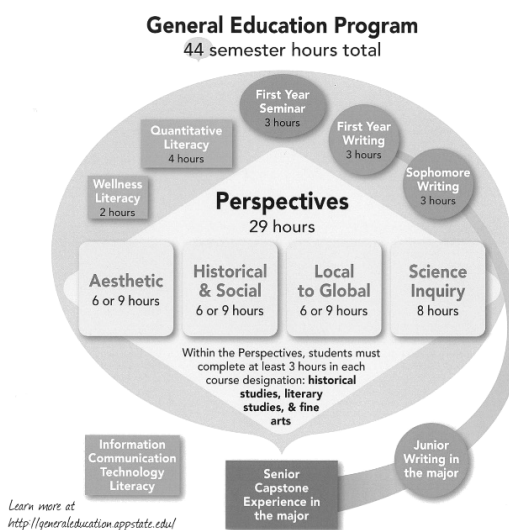 General Education Program
44 semester hours total
First Year
Seminar
3 hours
Quantitative
Literacy
4 hours
First Year
Writing
3 hours
Wellness
Literacy
2 hours
Sophomore
Writing
3 hours
Perspectives
29 hours
Aesthetic
6 or 9 hours
Historical
& Social
6 or 9 hours
Local
to Global
6 or 9 hours
Science
Inquiry
8 hours
Within the Perspectives, students must
complete at least 3 hours in each
course designation: historical
studies, literary
studies, & fine
arts
Information
Communication
Technology
Literacy
Senior
Capstone
Experience in
the major
Junior
Writing in
the major
Learn more at
http://generaleducation.appstate.edu/